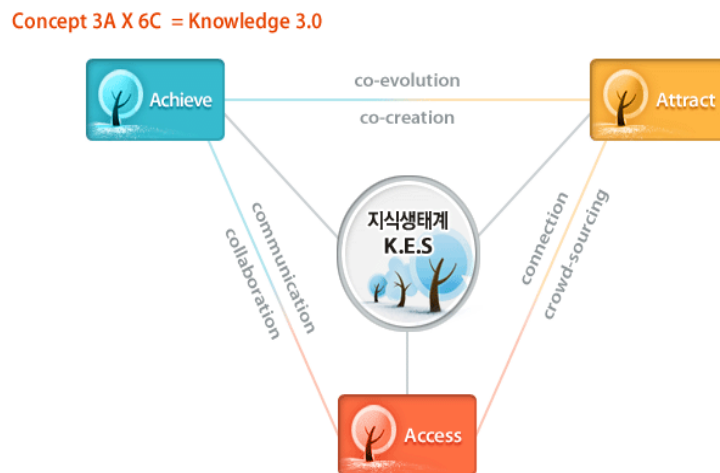 Concept 3A X 6C = Knowledge 3.0
Achieve
co-evolution
co-creation
Attract
지식생태계
K.E.S
communication
collaboration
connection
crowd-sourcing
Access